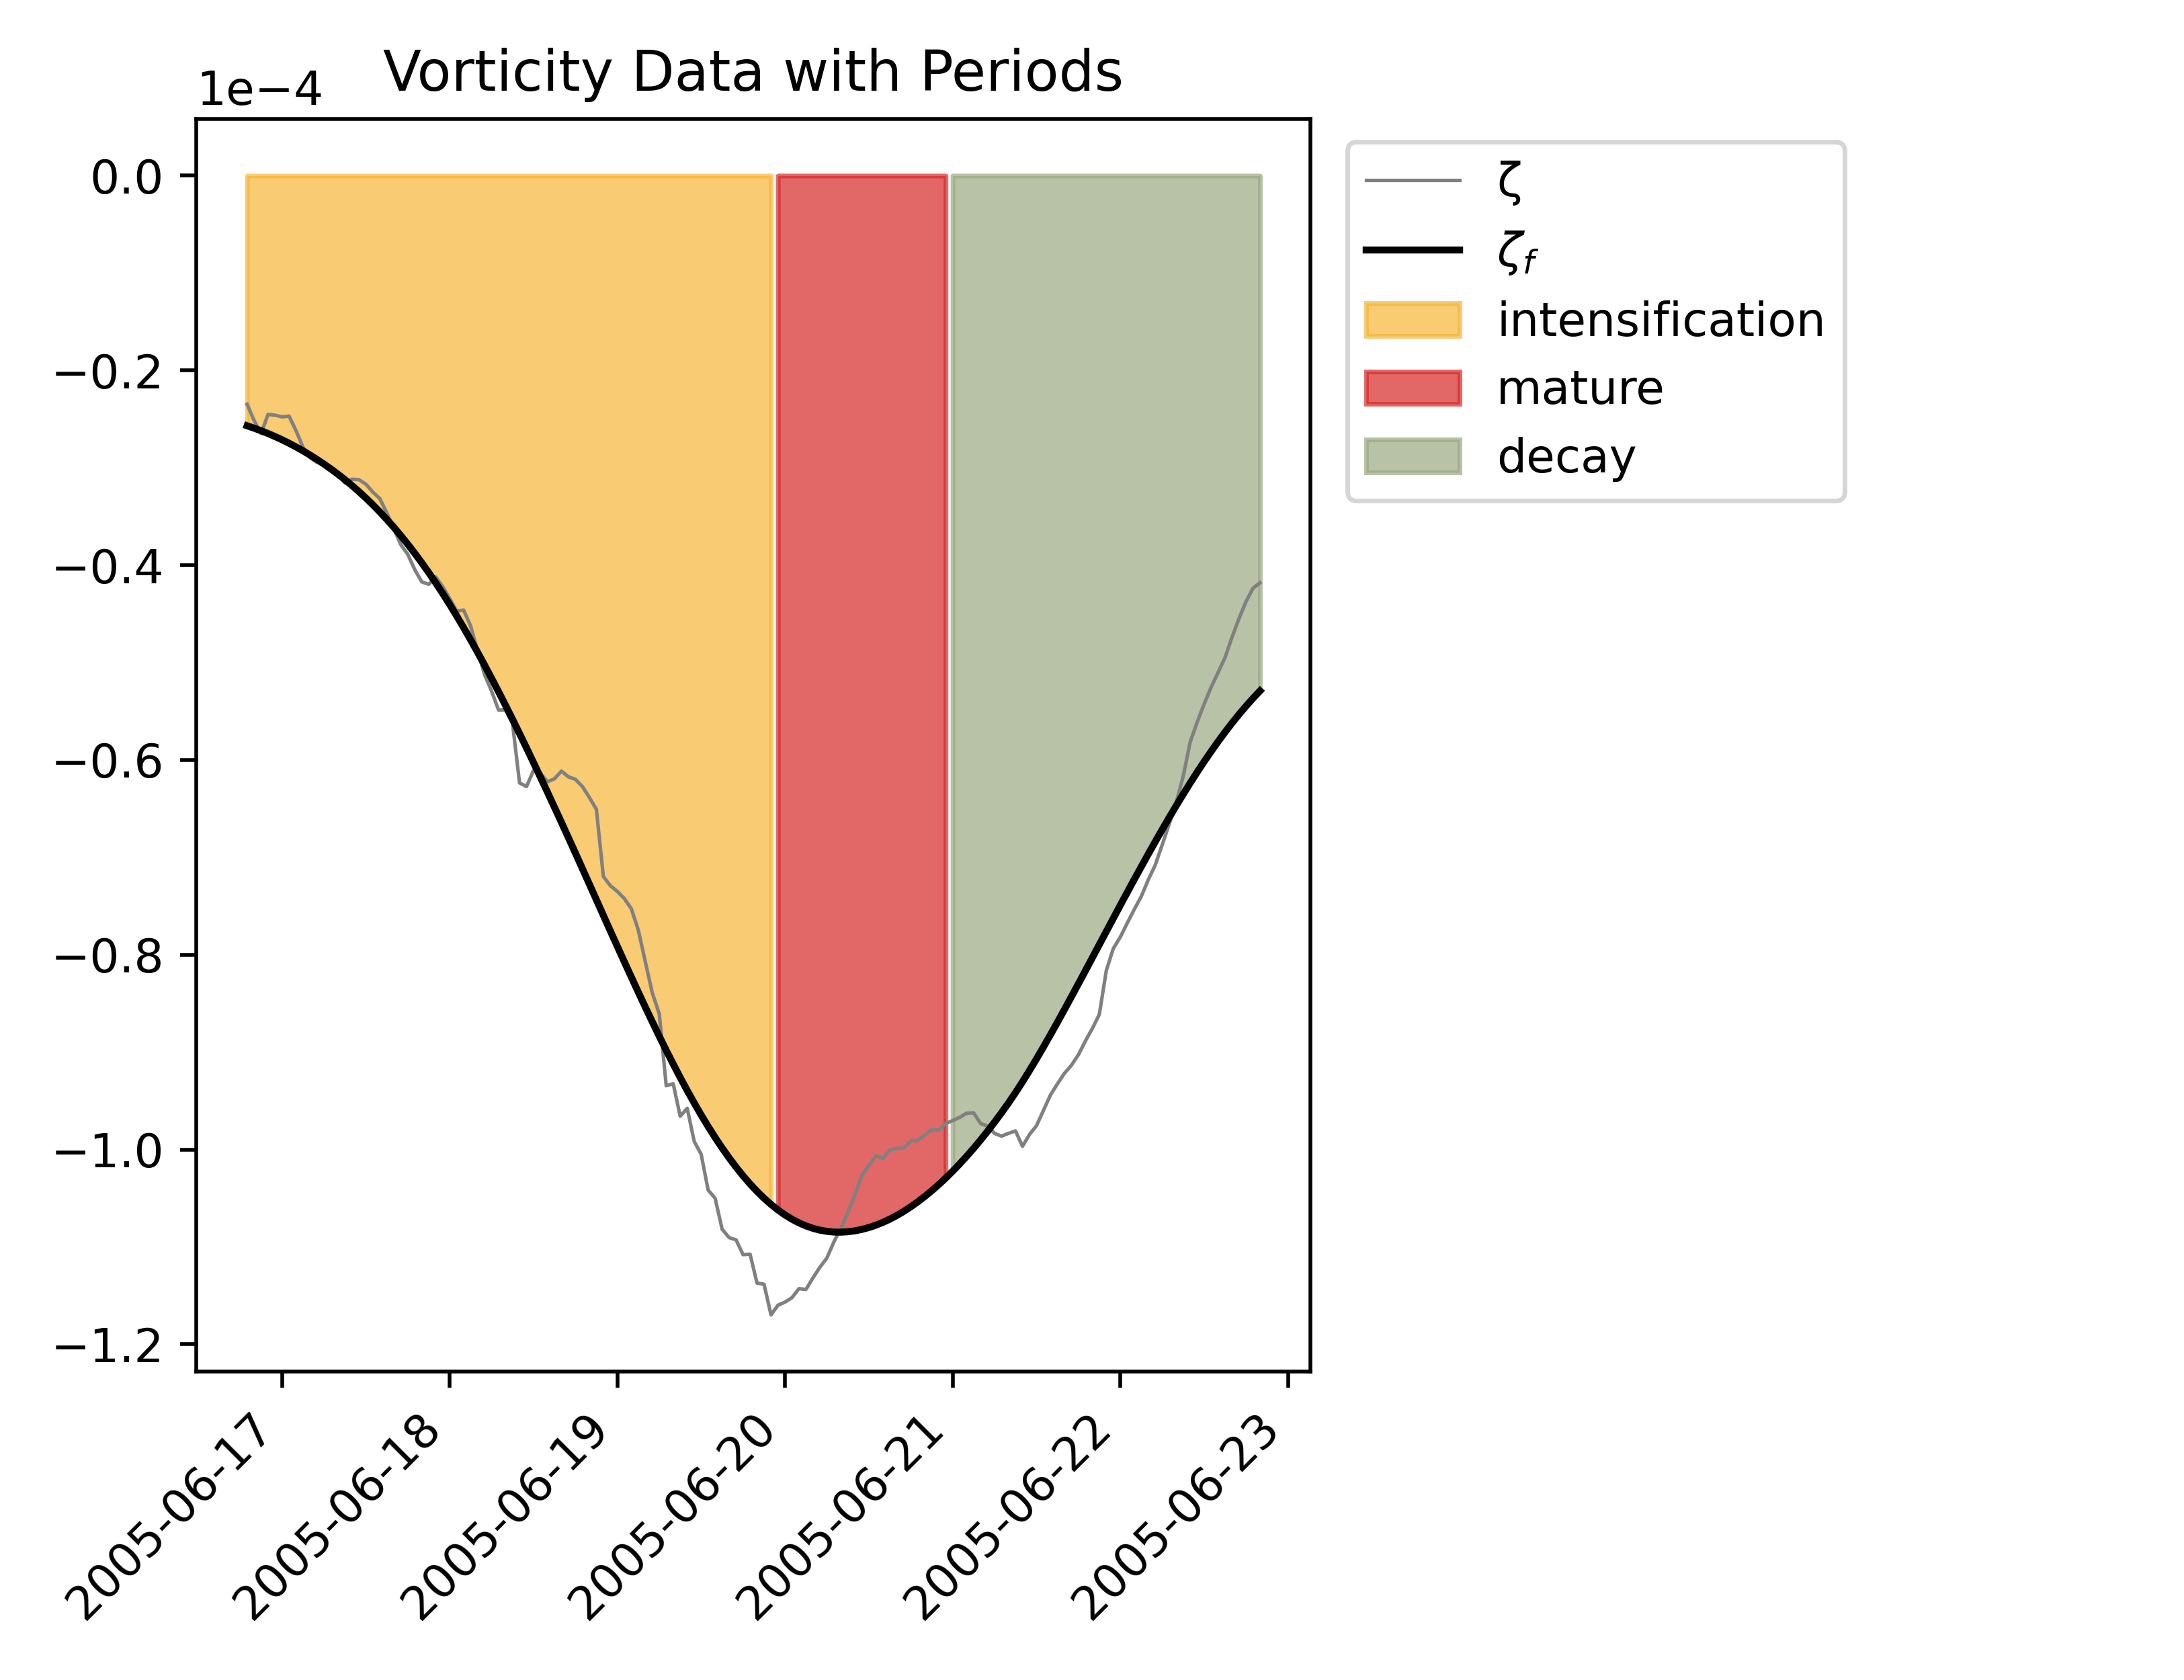 Vorticity Data with Periods
1e−4
0.0
−0.2
−0.4
−0.6
−0.8
−1.0
−1.2
2005-06-17
2005-06-18
2005-06-19
2005-06-20
2005-06-21
2005-06-22
2005-06-23
ζ
ζf
intensification
mature
decay